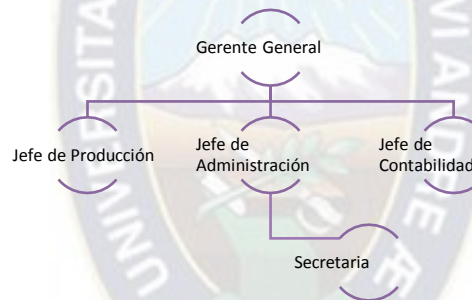 Gerente General
Jefe de Producción
Jefe de
Administración
Jefe de
Contabilidad
Secretaria